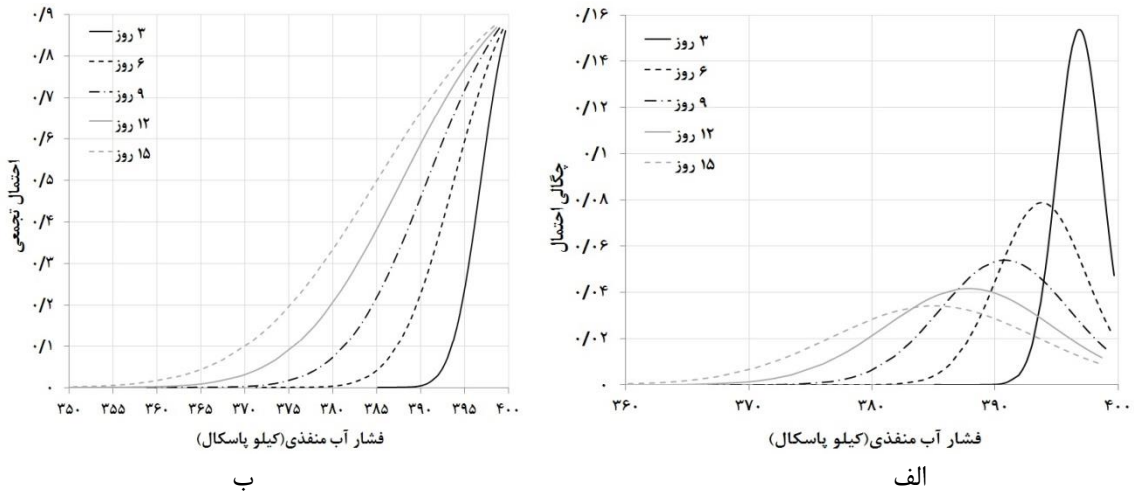 ۰/۹
۰/۸
۰/۷
۰/۶
۰/۵
۰/۴
۰/۳
۰/۲
۰/۱
۰
احتمال تجمعی
۳ روز
۶ روز
۹ روز
۱۲ روز
۱۵ روز
۳۵۰ ۳۵۵ ۳۶۰ ۳۶۵ ۳۷۰ ۳۷۵ ۳۸۰ ۳۸۵ ۳۹۰ ۳۹۵ ۴۰۰
فشار آب منفذی(کیلو پاسکال)
ب
۰/۱۶
۰/۱۴
۰/۱۲
۰/۱
۰/۰۸
۰/۰۶
۰/۰۴
۰/۰۲
۰
چگالی احتمال
۳ روز
۶ روز
۹ روز
۱۲ روز
۱۵ روز
۳۶۰ ۳۷۰ ۳۸۰ ۳۹۰ ۴۰۰
فشار آب منفذی(کیلو پاسکال)
الف